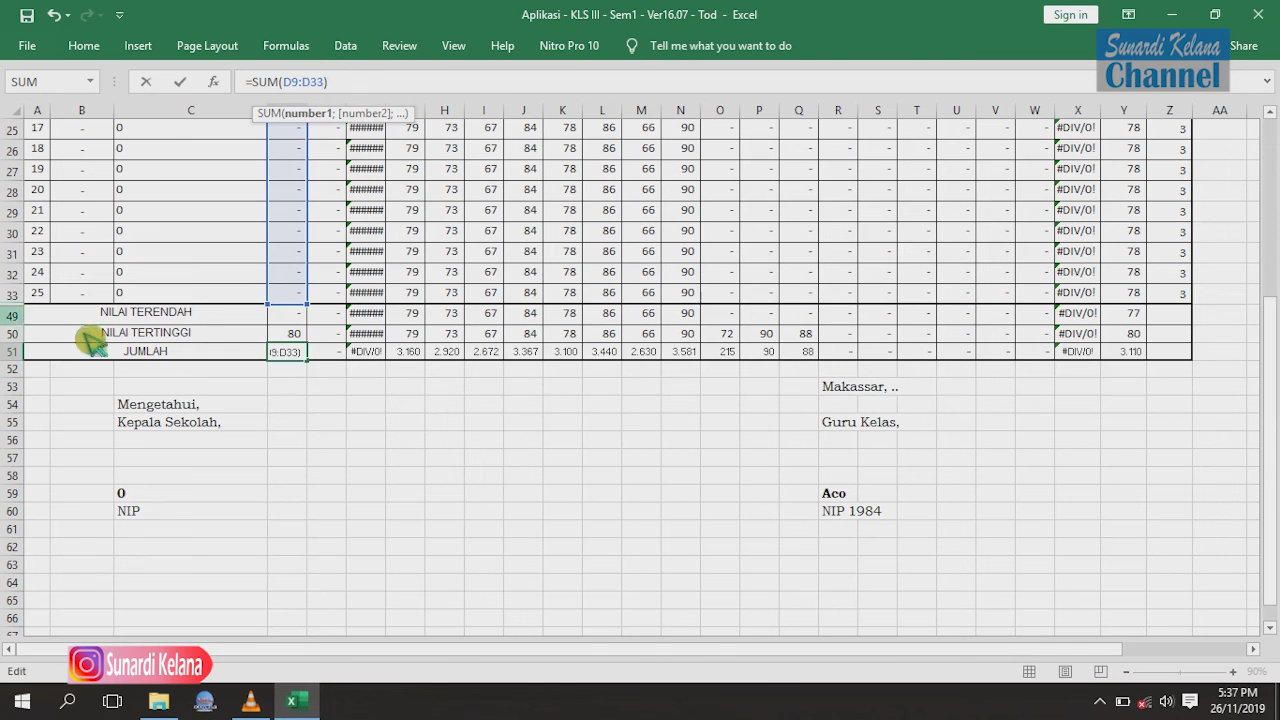 Aplikasi - KLS III - Sem1 - Ver16.07 - Tod - Excel
Sign in
File Home Insert Page Layout Formulas Data Review View Help Nitro Pro 10 Tell me what you want to do Share
Sunardi Kelana
Channel
SUM fx =SUM(D9:D33)
SUM(number1; [number2]; ...)
A B C H I J K L M N O P Q R S T U V W X Y Z AA
25 17 - 0 - - ###### 79 73 67 84 78 86 66 90 - - - - - - - - - #DIV/0! 78 3
26 18 - 0 - - ###### 79 73 67 84 78 86 66 90 - - - - - - - - - #DIV/0! 78 3
27 19 - 0 - - ###### 79 73 67 84 78 86 66 90 - - - - - - - - - #DIV/0! 78 3
28 20 - 0 - - ###### 79 73 67 84 78 86 66 90 - - - - - - - - - #DIV/0! 78 3
29 21 - 0 - - ###### 79 73 67 84 78 86 66 90 - - - - - - - - - #DIV/0! 78 3
30 22 - 0 - - ###### 79 73 67 84 78 86 66 90 - - - - - - - - - #DIV/0! 78 3
31 23 - 0 - - ###### 79 73 67 84 78 86 66 90 - - - - - - - - - #DIV/0! 78 3
32 24 - 0 - - ###### 79 73 67 84 78 86 66 90 - - - - - - - - - #DIV/0! 78 3
33 25 - 0 - - ###### 79 73 67 84 78 86 66 90 - - - - - - - - - #DIV/0! 78 3
49 NILAI TERENDAH - - ###### 79 73 67 84 78 86 66 90 - - - - - - - - - #DIV/0! 77
50 NILAI TERTINGGI 80 - ###### 79 73 67 84 78 86 66 90 72 90 88 - - - - - - #DIV/0! 80
51 JUMLAH I9:D33) - #DIV/0! 3.160 2.920 2.672 3.367 3.100 3.440 2.630 3.581 215 90 88 - - - - - - #DIV/0! 3.110
52
53 Makassar, ..
54 Mengetahui,
55 Kepala Sekolah, Guru Kelas,
56
57
58
59 0 Aco
60 NIP NIP 1984
61
62
63
64
65
66
67
Sunardi Kelana
Edit 90%
5:37 PM
26/11/2019